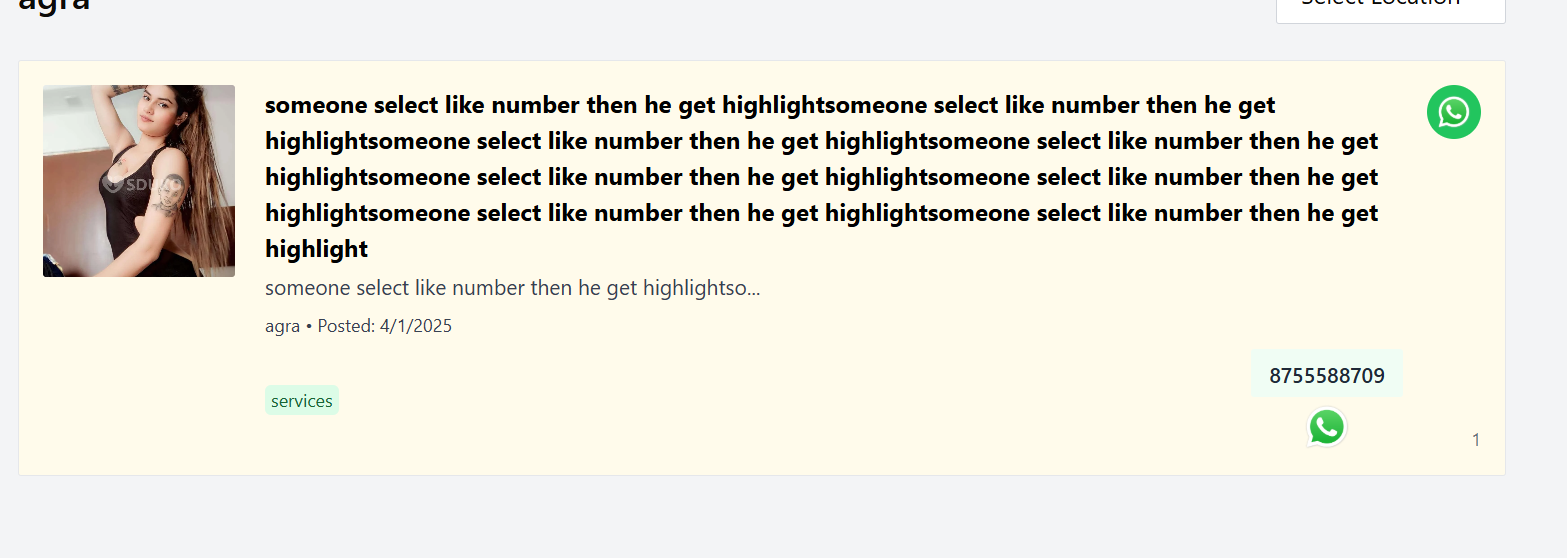 agra
Select Location
someone select like number then he get highlightsomeone select like number then he get
highlightsomeone select like number then he get highlightsomeone select like number then he get
highlightsomeone select like number then he get highlightsomeone select like number then he get
highlightsomeone select like number then he get highlightsomeone select like number then he get
highlight
someone select like number then he get highlightso...
agra • Posted: 4/1/2025
8755588709
services
1